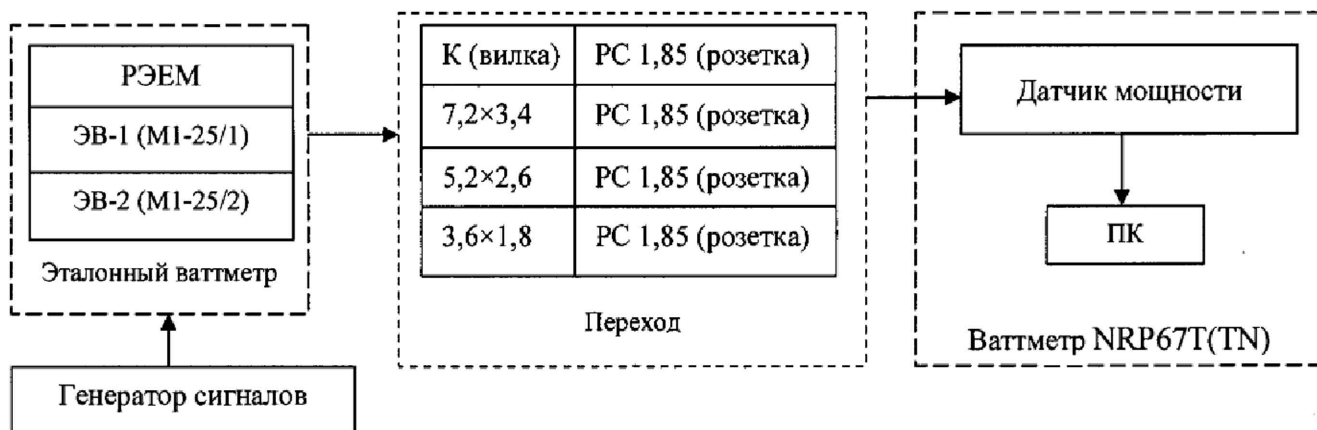 РЭЕМ
ЭВ-1 (М1-25/1)
ЭВ-2 (М1-25/2)
Эталонный ваттметр
Генератор сигналов
К (вилка) РС 1,85 (розетка)
7,2×3,4 РС 1,85 (розетка)
5,2×2,6 РС 1,85 (розетка)
3,6×1,8 РС 1,85 (розетка)
Переход
Датчик мощности
ПК
Ваттметр NRP67T(TN)